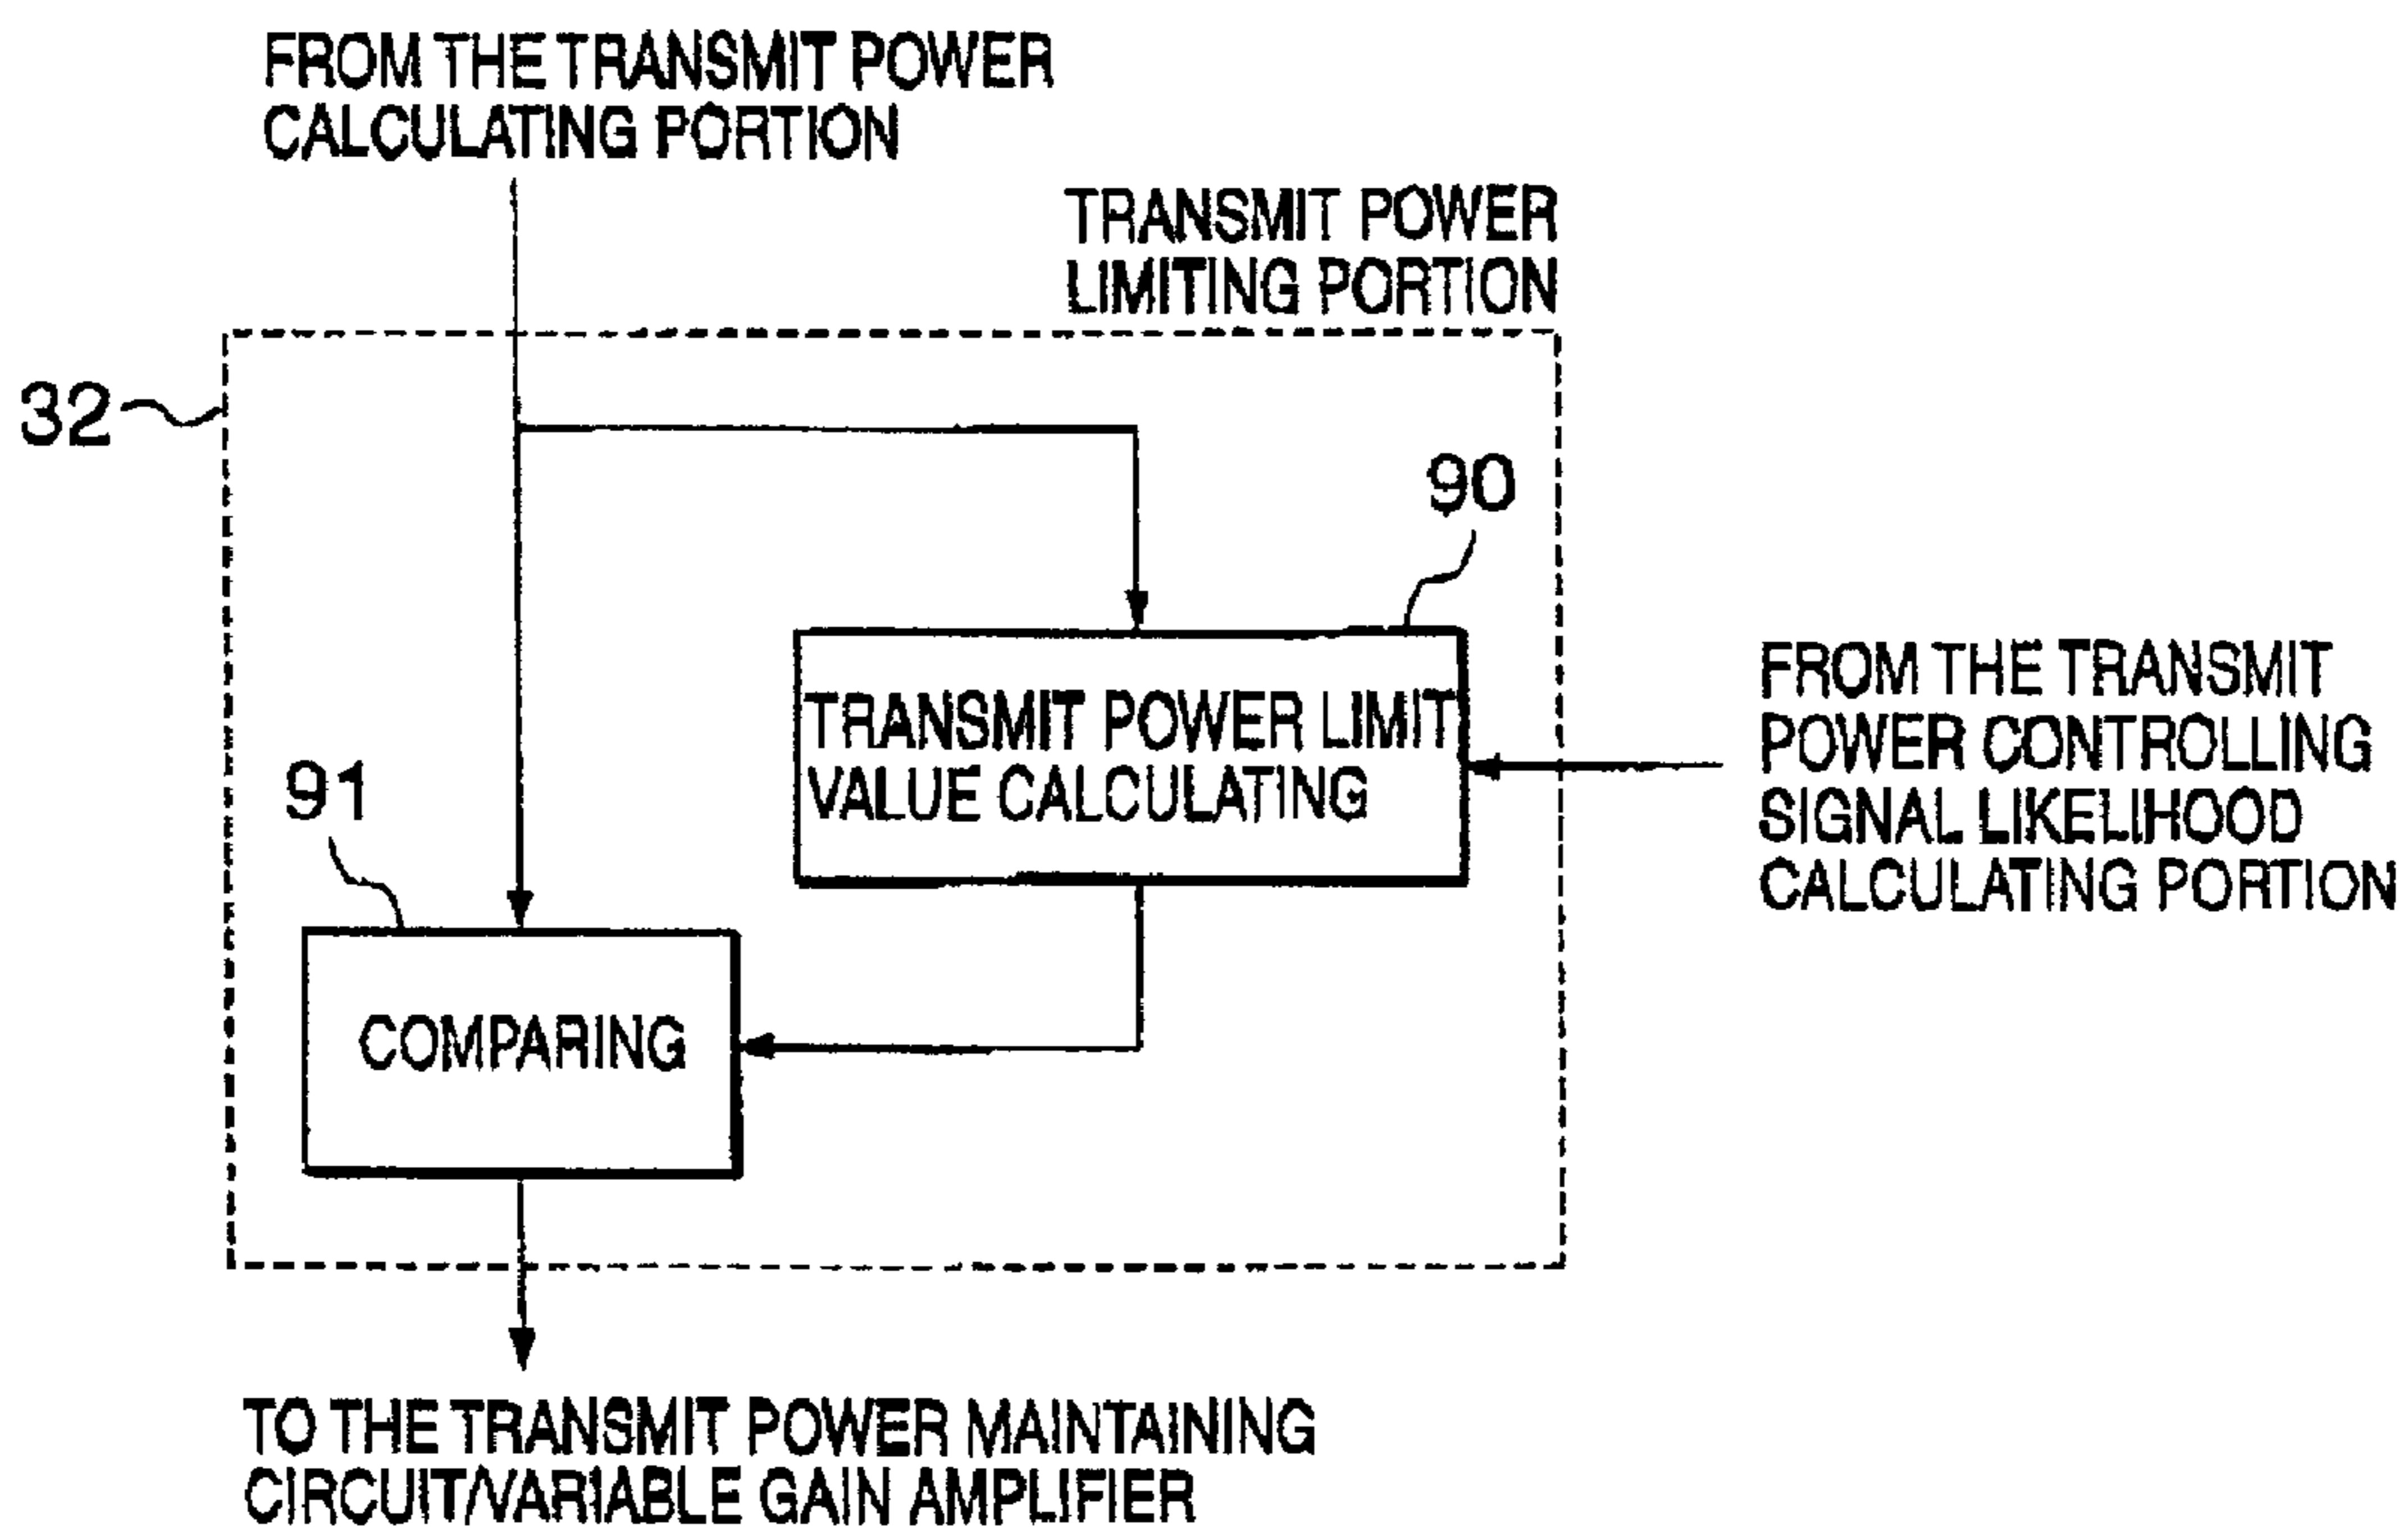 FROM THE TRANSMIT POWER
CALCULATING PORTION
TRANSMIT POWER
LIMITING PORTION
32
90
TRANSMIT POWER LIMIT
VALUE CALCULATING
FROM THE TRANSMIT
POWER CONTROLLING
SIGNAL LIKELIHOOD
CALCULATING PORTION
91
COMPARING
TO THE TRANSMIT POWER MAINTAINING
CIRCUIT/VARIABLE GAIN AMPLIFIER